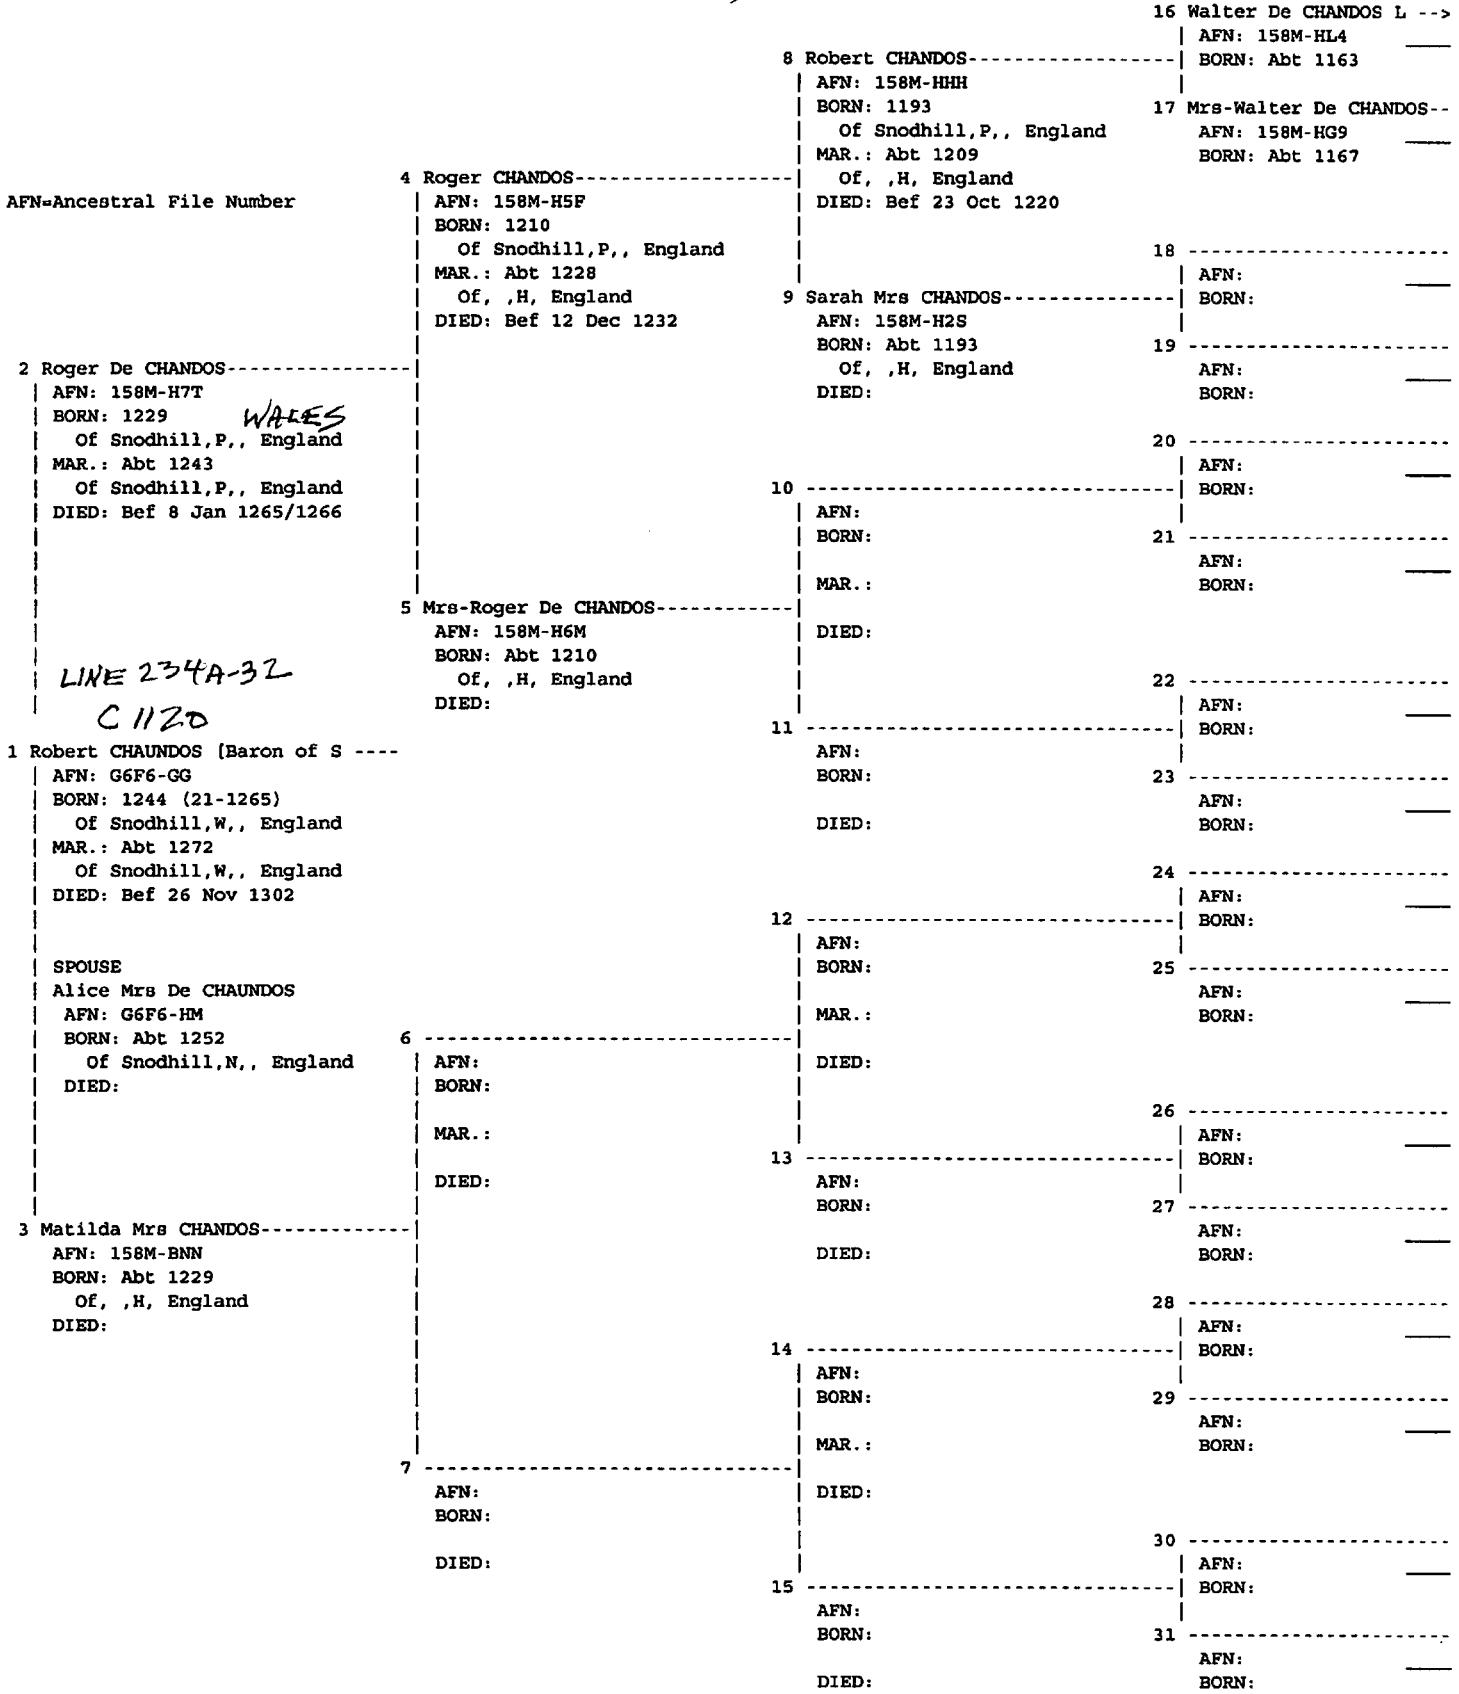 16 Walter De CHANDOS L -->
AFN: 158M-HL4
BORN: Abt 1163
8 Robert CHANDOS
AFN: 158M-HHH
BORN: 1193
Of Snodhill,P,, England
MAR.: Abt 1209
Of, ,H, England
DIED: Bef 23 Oct 1220
17 Mrs-Walter De CHANDOS--
AFN: 158M-HG9
BORN: Abt 1167
AFN=Ancestral File Number
4 Roger CHANDOS
AFN: 158M-H5F
BORN: 1210
Of Snodhill,P,, England
MAR.: Abt 1228
Of, ,H, England
DIED: Bef 12 Dec 1232
18
AFN:
BORN:
9 Sarah Mrs CHANDOS
AFN: 158M-H2S
BORN: Abt 1193
Of, ,H, England
DIED:
19
AFN:
BORN:
2 Roger De CHANDOS
AFN: 158M-H7T
BORN: 1229 WALES
Of Snodhill,P,, England
MAR.: Abt 1243
Of Snodhill,P,, England
DIED: Bef 8 Jan 1265/1266
20
AFN:
BORN:
10
AFN:
BORN:
MAR.:
DIED:
21
AFN:
BORN:
5 Mrs-Roger De CHANDOS
AFN: 158M-H6M
BORN: Abt 1210
Of, ,H, England
DIED:
22
AFN:
BORN:
11
AFN:
BORN:
DIED:
23
AFN:
BORN:
LINE 234A-32
C 1120
1 Robert CHAUNDOS (Baron of S ----
AFN: G6F6-GG
BORN: 1244 (21-1265)
Of Snodhill,W,, England
MAR.: Abt 1272
Of Snodhill,W,, England
DIED: Bef 26 Nov 1302
SPOUSE
Alice Mrs De CHAUNDOS
AFN: G6F6-HM
BORN: Abt 1252
Of Snodhill,N,, England
DIED:
24
AFN:
BORN:
12
AFN:
BORN:
MAR.:
DIED:
25
AFN:
BORN:
6
AFN:
BORN:
MAR.:
DIED:
26
AFN:
BORN:
13
AFN:
BORN:
DIED:
27
AFN:
BORN:
3 Matilda Mrs CHANDOS
AFN: 158M-BNN
BORN: Abt 1229
Of, ,H, England
DIED:
28
AFN:
BORN:
14
AFN:
BORN:
MAR.:
DIED:
29
AFN:
BORN:
7
AFN:
BORN:
DIED:
30
AFN:
BORN:
15
AFN:
BORN:
DIED:
31
AFN:
BORN: